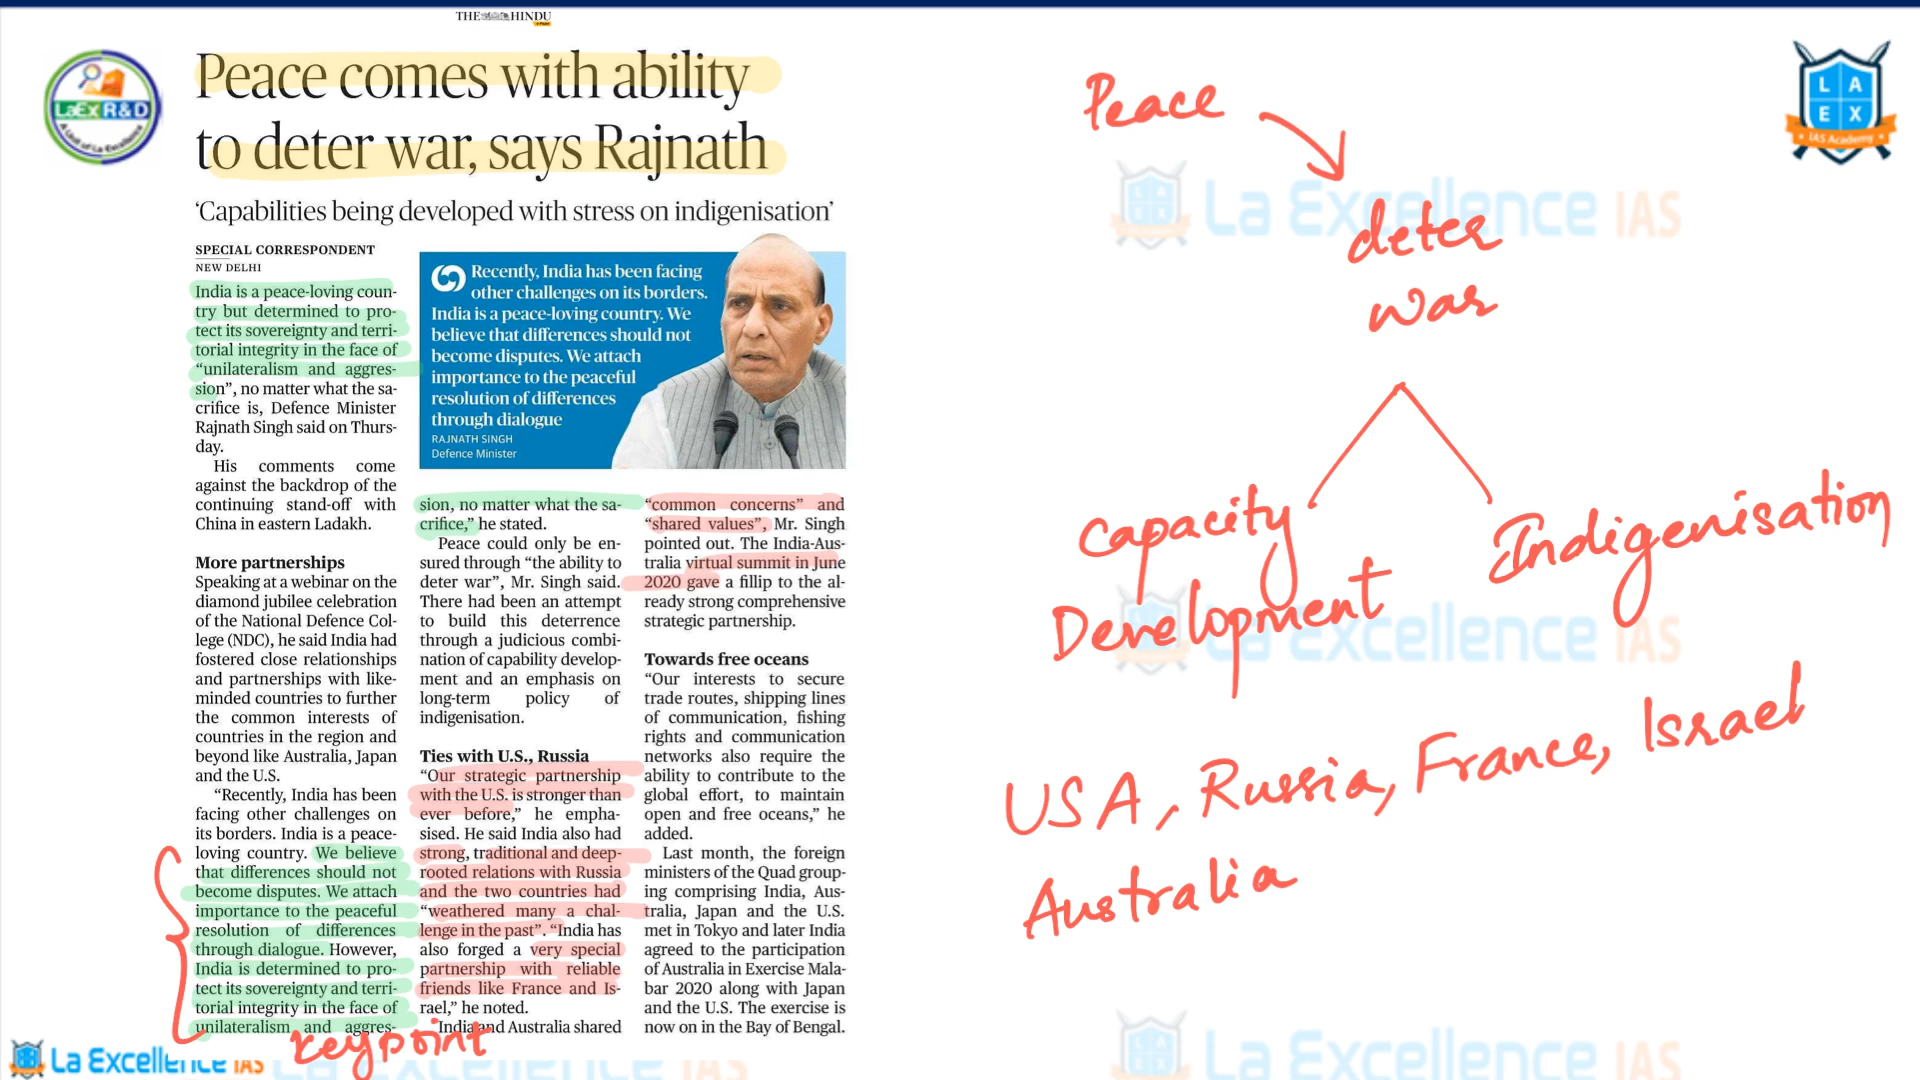 THE HINDU
Peace comes with ability
to deter war, says Rajnath
‘Capabilities being developed with stress on indigenisation’
SPECIAL CORRESPONDENT
NEW DELHI
India is a peace-loving coun-
try but determined to pro-
tect its sovereignty and terri-
torial integrity in the face of
“unilateralism and aggres-
sion”, no matter what the sa-
crifice is, Defence Minister
Rajnath Singh said on Thurs-
day.
His comments come
against the backdrop of the
continuing stand-off with
China in eastern Ladakh.
More partnerships
Speaking at a webinar on the
diamond jubilee celebration
of the National Defence Col-
lege (NDC), he said India had
fostered close relationships
and partnerships with like-
minded countries to further
the common interests of
countries in the region and
beyond like Australia, Japan
and the U.S.
“Recently, India has been
facing other challenges on
its borders. India is a peace-
loving country. We believe
that differences should not
become disputes. We attach
importance to the peaceful
resolution of differences
through dialogue. However,
India is determined to pro-
tect its sovereignty and terri-
torial integrity in the face of
unilateralism and aggres-
Recently, India has been facing
other challenges on its borders.
India is a peace-loving country. We
believe that differences should not
become disputes. We attach
importance to the peaceful
resolution of differences
through dialogue
RAJNATH SINGH
Defence Minister
sion, no matter what the sa-
crifice,” he stated.
Peace could only be en-
sured through “the ability to
deter war”, Mr. Singh said.
There had been an attempt
to build this deterrence
through a judicious combi-
nation of capability develop-
ment and an emphasis on
long-term policy of
indigenisation.
Ties with U.S., Russia
“Our strategic partnership
with the U.S. is stronger than
ever before,” he empha-
sised. He said India also had
strong, traditional and deep-
rooted relations with Russia
and the two countries had
“weathered many a chal-
lenge in the past”. “India has
also forged a very special
partnership with reliable
friends like France and Is-
rael,” he noted.
India and Australia shared
“common concerns” and
“shared values”, Mr. Singh
pointed out. The India-Aus-
tralia virtual summit in June
2020 gave a fillip to the al-
ready strong comprehensive
strategic partnership.
Towards free oceans
“Our interests to secure
trade routes, shipping lines
of communication, fishing
rights and communication
networks also require the
ability to contribute to the
global effort, to maintain
open and free oceans,” he
added.
Last month, the foreign
ministers of the Quad group-
ing comprising India, Aus-
tralia, Japan and the U.S.
met in Tokyo and later India
agreed to the participation
of Australia in Exercise Mala-
bar 2020 along with Japan
and the U.S. The exercise is
now on in the Bay of Bengal.
keypoint
Peace
deter
war
Capacity
Development
Indigenisation
USA, Russia, France, Israel
Australia
LaEx R&D
A Unit of La Excellence
L A
E X
IAS Academy
La Excellence IAS
La Excellence IAS
La Excellence IAS
La Excellence IAS
La Excellence IAS